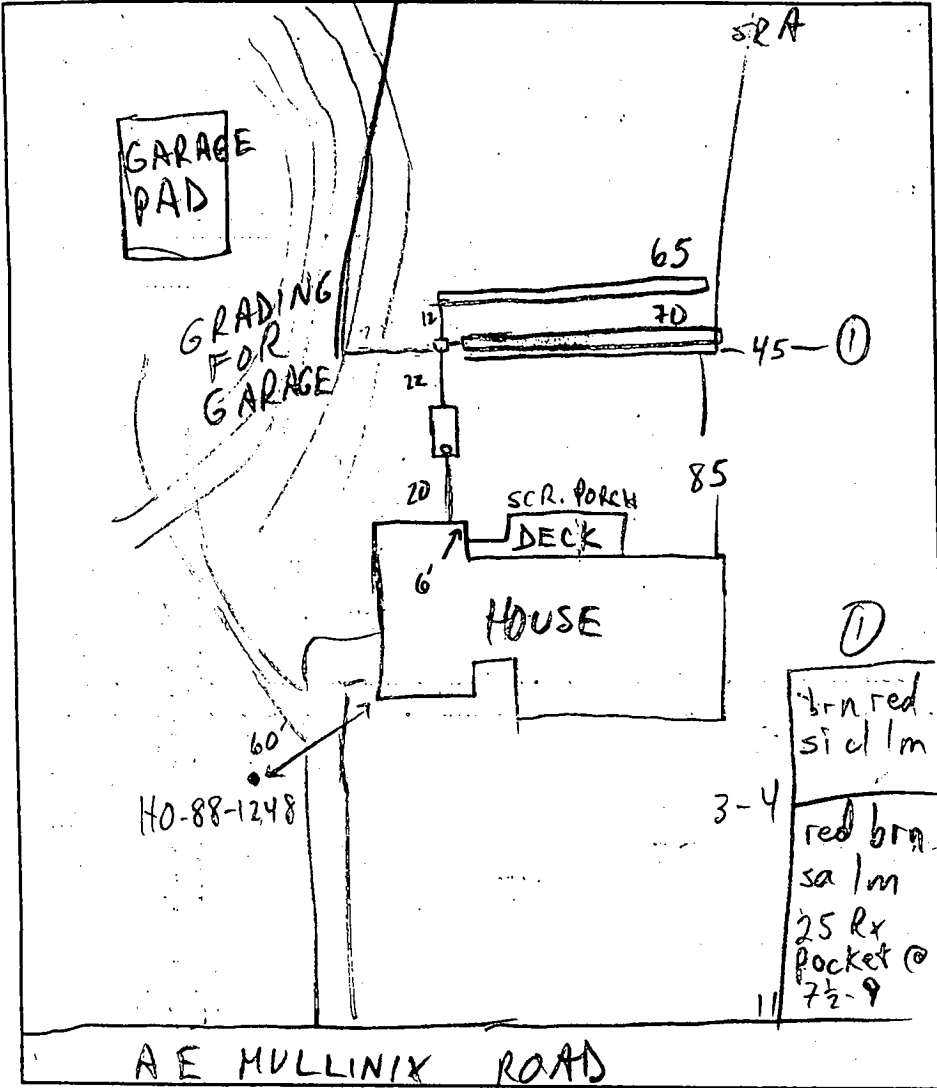 SRA
GARAGE
PAD
GRADING
FOR
GARAGE
65
12
70
45 — ①
22
85
20
SCR. PORCH
DECK
6'
HOUSE
60'
HO-88-1248
①
brn red
si cl lm
3-4
red brn
sa lm
25 Rx
pocket @
7½-9
11
A E MULLINIX ROAD